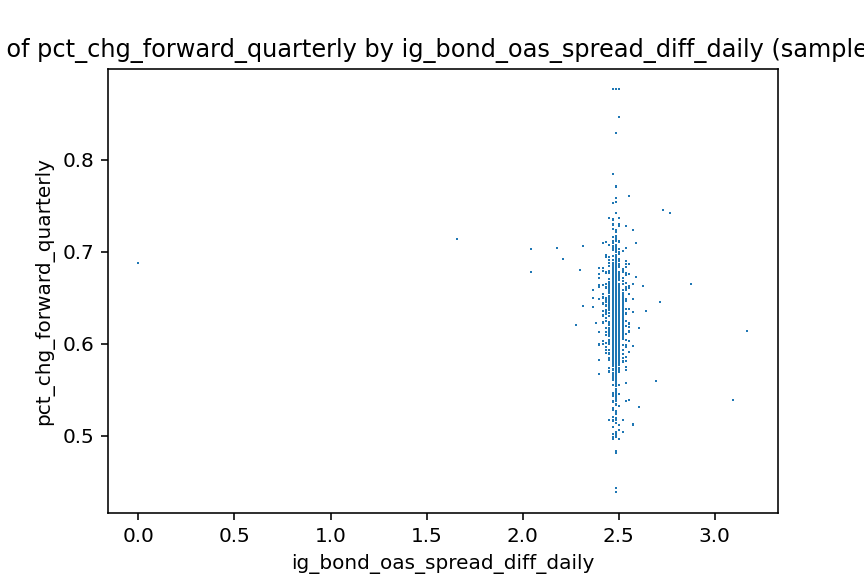 of pct_chg_forward_quarterly by ig_bond_oas_spread_diff_daily (sample
pct_chg_forward_quarterly
0.8
0.7
0.6
0.5
0.0 0.5 1.0 1.5 2.0 2.5 3.0
ig_bond_oas_spread_diff_daily